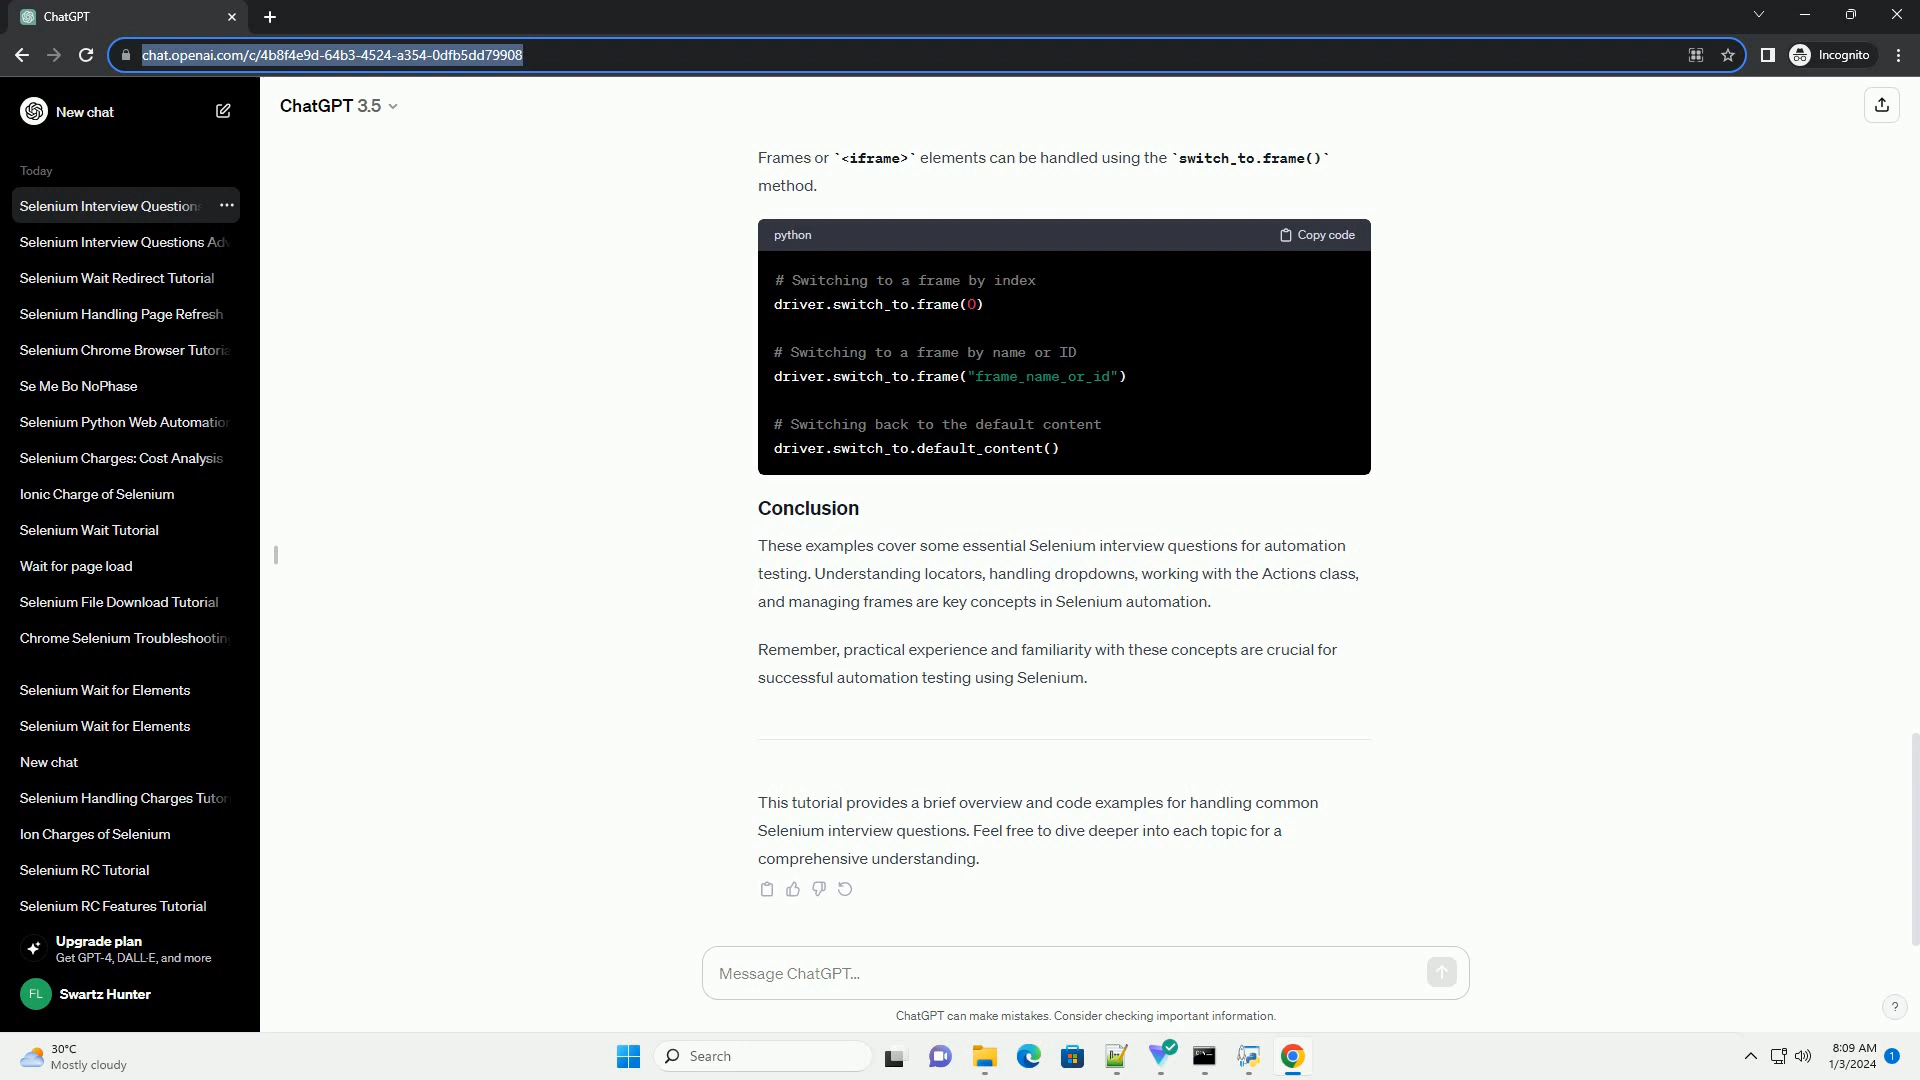 ChatGPT
chat.openai.com/c/4b8f4e9d-64b3-4524-a354-0dfb5dd79908
Incognito
New chat
Today
Selenium Interview Questions
Selenium Interview Questions Adv
Selenium Wait Redirect Tutorial
Selenium Handling Page Refresh
Selenium Chrome Browser Tutoria
Se Me Bo NoPhase
Selenium Python Web Automation
Selenium Charges: Cost Analysis
Ionic Charge of Selenium
Selenium Wait Tutorial
Wait for page load
Selenium File Download Tutorial
Chrome Selenium Troubleshooting
Selenium Wait for Elements
Selenium Wait for Elements
New chat
Selenium Handling Charges Tutor
Ion Charges of Selenium
Selenium RC Tutorial
Selenium RC Features Tutorial
Upgrade plan
Get GPT-4, DALL·E, and more
FL Swartz Hunter
ChatGPT 3.5
Frames or `<iframe>` elements can be handled using the `switch_to.frame()`
method.
python
Copy code
# Switching to a frame by index
driver.switch_to.frame(0)
# Switching to a frame by name or ID
driver.switch_to.frame("frame_name_or_id")
# Switching back to the default content
driver.switch_to.default_content()
Conclusion
These examples cover some essential Selenium interview questions for automation
testing. Understanding locators, handling dropdowns, working with the Actions class,
and managing frames are key concepts in Selenium automation.
Remember, practical experience and familiarity with these concepts are crucial for
successful automation testing using Selenium.
This tutorial provides a brief overview and code examples for handling common
Selenium interview questions. Feel free to dive deeper into each topic for a
comprehensive understanding.
Message ChatGPT...
ChatGPT can make mistakes. Consider checking important information.
?
30°C
Mostly cloudy
Search
8:09 AM
1/3/2024
1